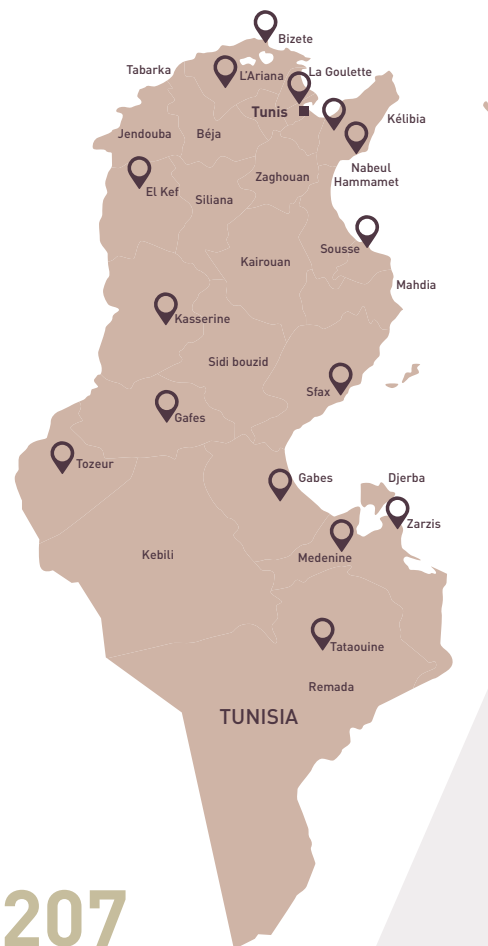 Bizete
Tabarka
L'Ariana
La Goulette
Tunis
Kélibia
Jendouba
Béja
Nabeul
Hammamet
Zaghouan
El Kef
Siliana
Sousse
Kairouan
Mahdia
Kasserine
Sidi bouzid
Sfax
Gafes
Tozeur
Gabes
Djerba
Zarzis
Kebili
Medenine
Tataouine
Remada
TUNISIA
207